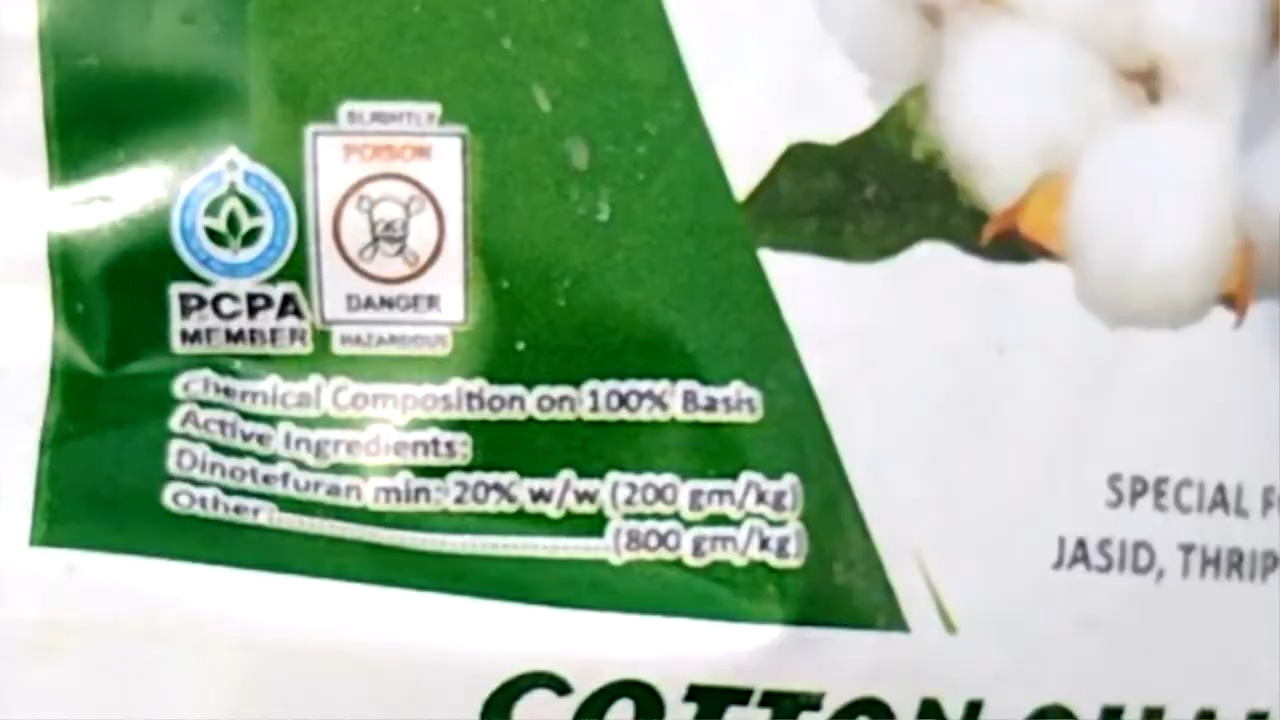 SLIGHTLY
POISON
DANGER
HAZARDOUS
PCPA
MEMBER
Chemical Composition on 100% Basis
Active Ingredients:
Dinotefuran min: 20% w/w (200 gm/kg)
Other:..................................................(800 gm/kg)
SPECIAL F
JASID, THRIP
COTTON